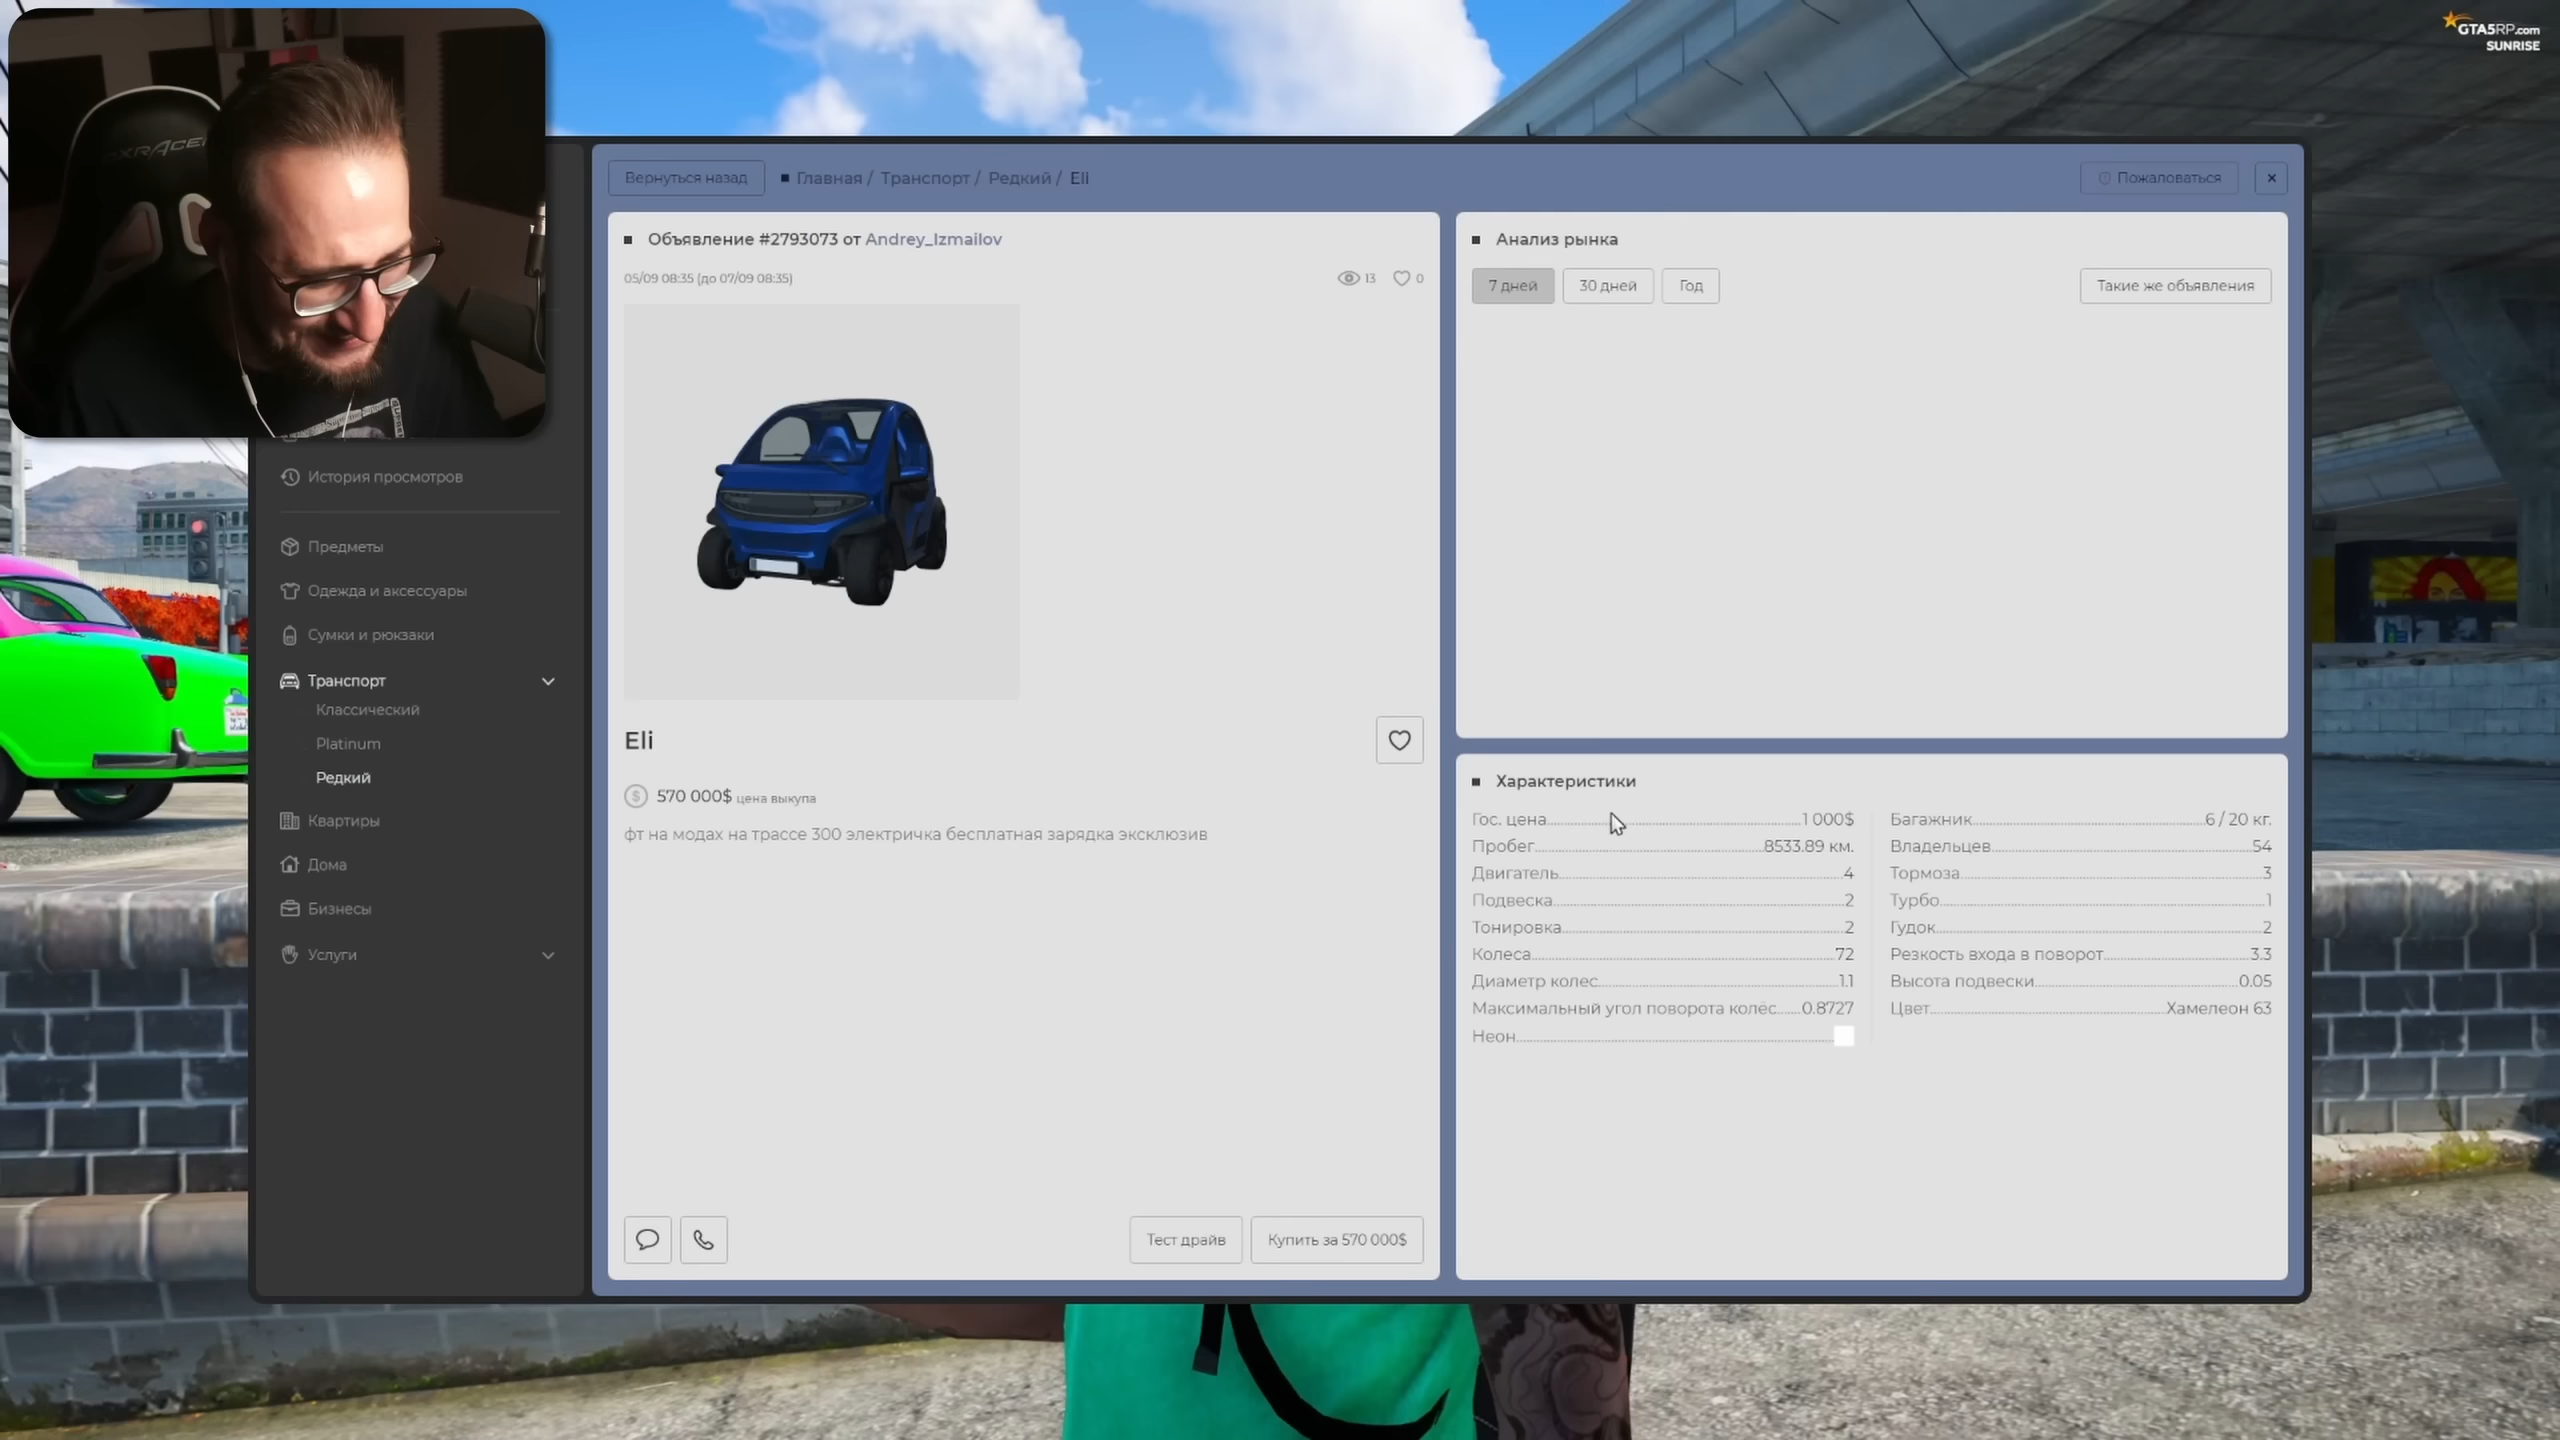 GTA5RP.com
SUNRISE
Вернуться назад
Главная / Транспорт / Редкий / Eli
Пожаловаться
×
История просмотров
Предметы
Одежда и аксессуары
Сумки и рюкзаки
Транспорт
Классический
Platinum
Редкий
Квартиры
Дома
Бизнесы
Услуги
Объявление #2793073 от Andrey_Izmailov
05/09 08:35 (до 07/09 08:35)
13
0
Eli
$ 570 000$ цена выкупа
фт на модах на трассе 300 электричка бесплатная зарядка эксклюзив
Тест драйв
Купить за 570 000$
Анализ рынка
7 дней
30 дней
Год
Такие же объявления
Характеристики
Гос. цена 1 000$
Пробег 8533.89 км.
Двигатель 4
Подвеска 2
Тонировка 2
Колеса 72
Диаметр колес 1.1
Максимальный угол поворота колёс 0.8727
Неон
Багажник 6 / 20 кг.
Владельцев 54
Тормоза 3
Турбо 1
Гудок 2
Резкость входа в поворот 3.3
Высота подвески 0.05
Цвет Хамелеон 63